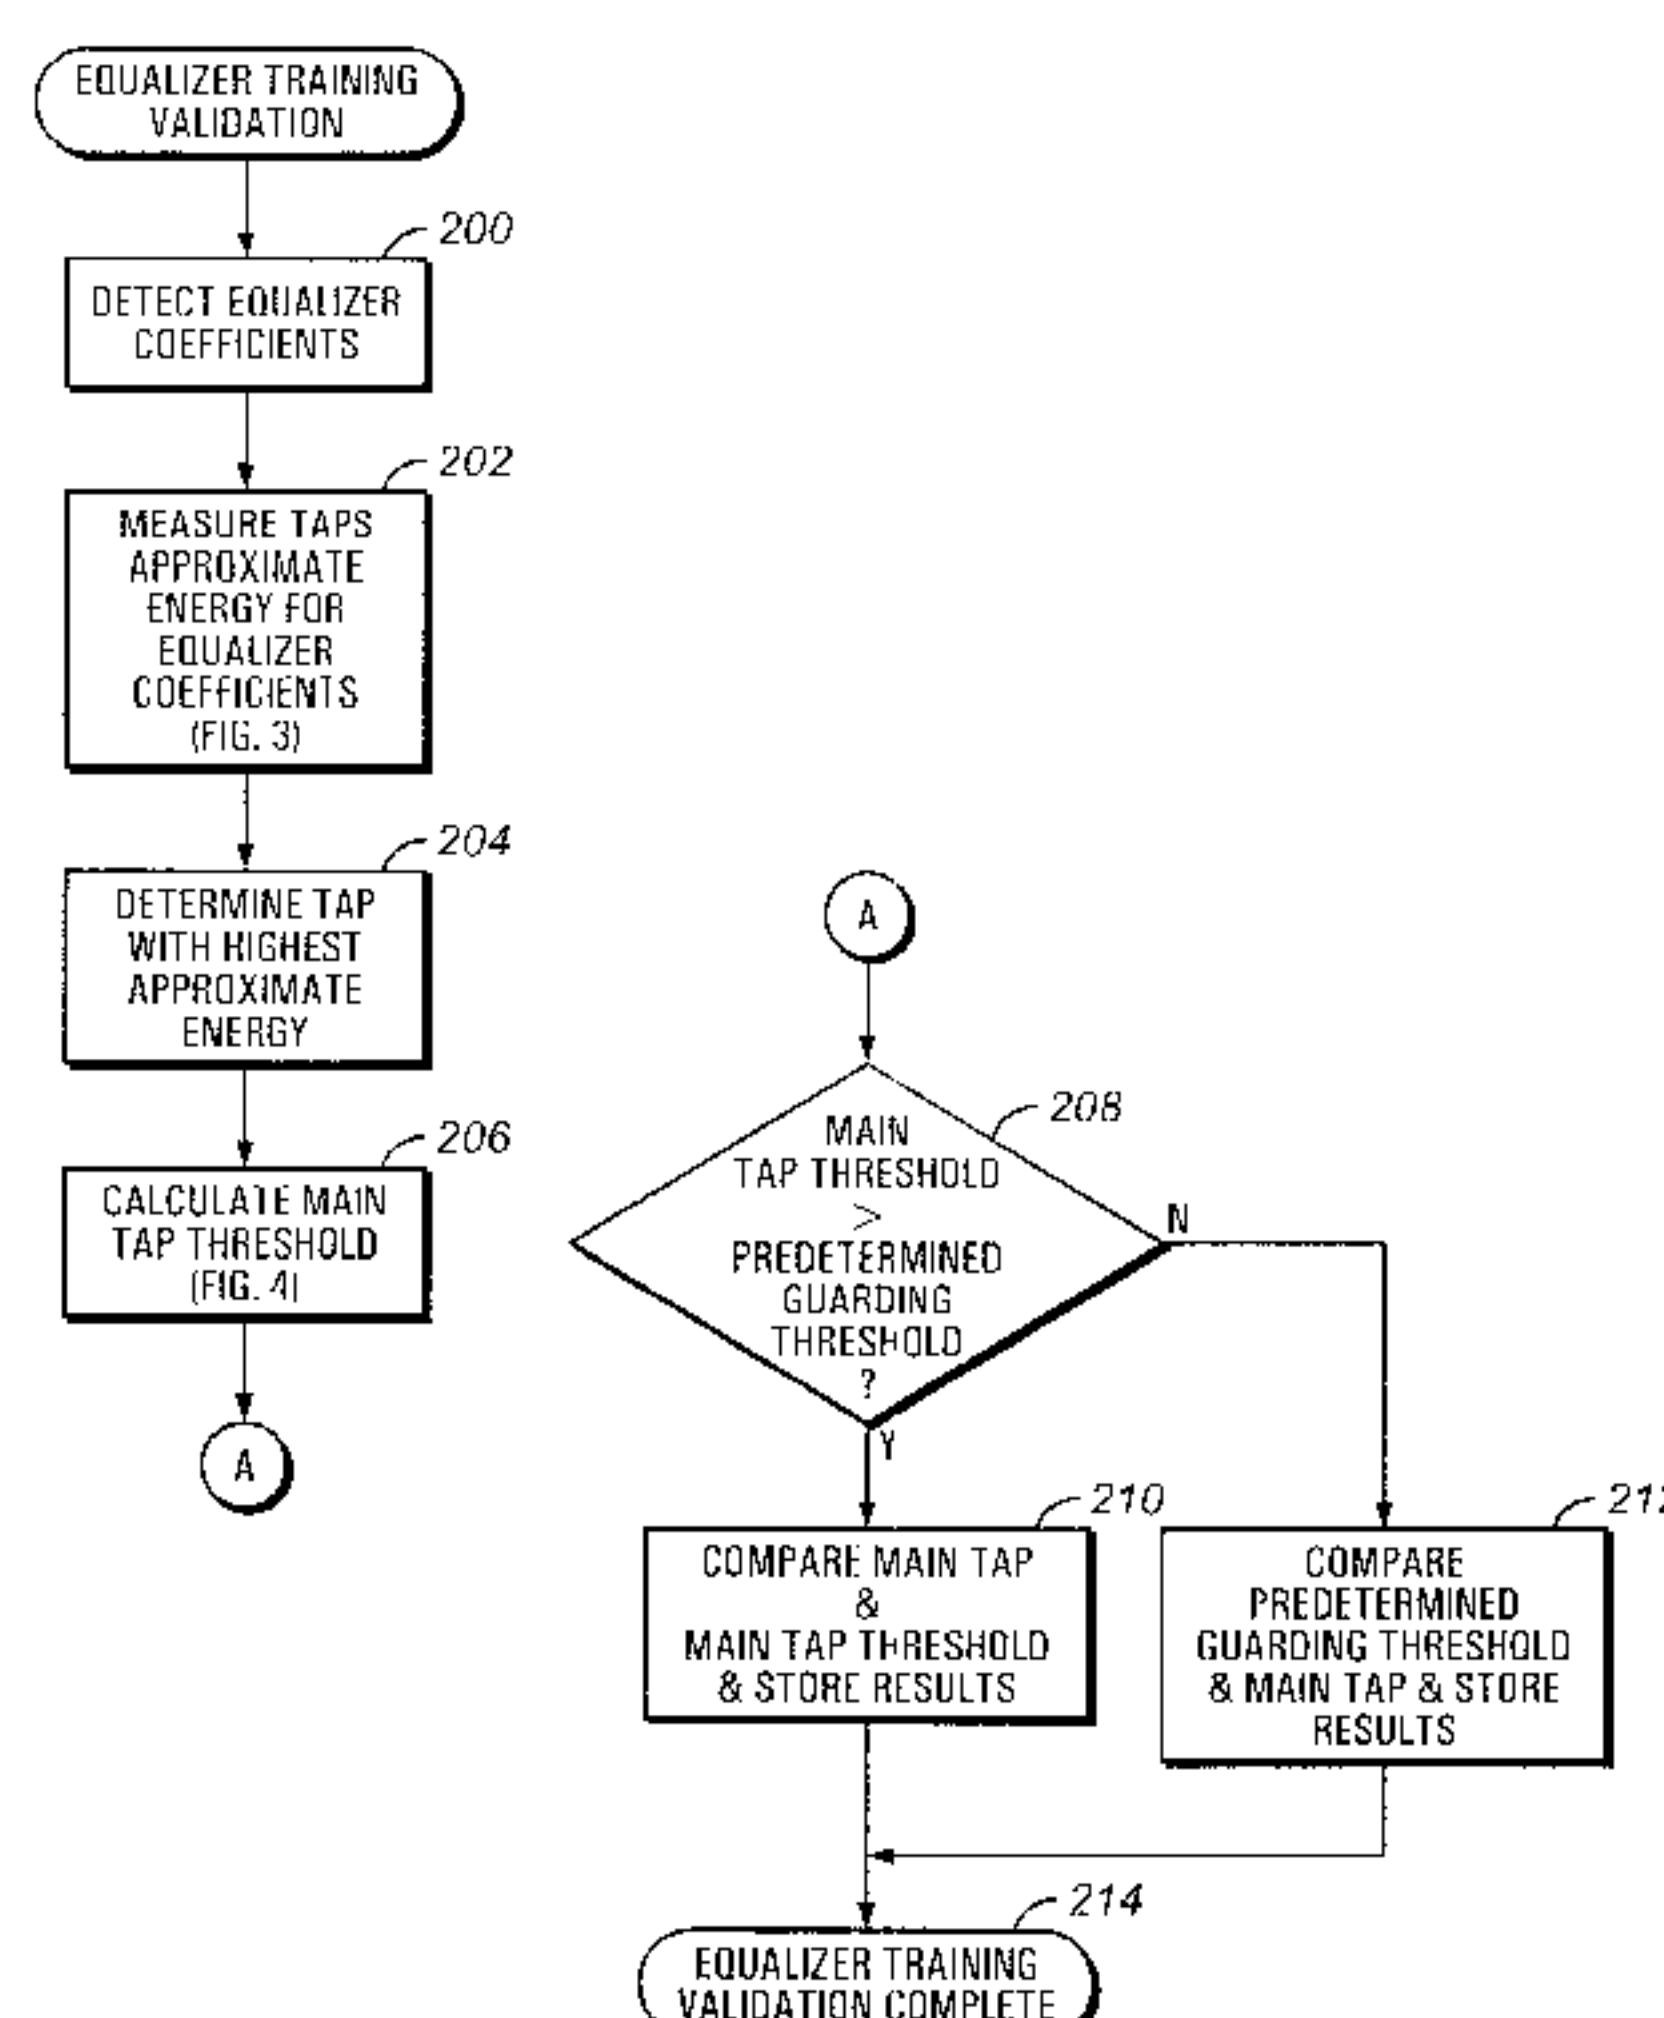 EQUALIZER TRAINING
VALIDATION
200
DETECT EQUALIZER
COEFFICIENTS
202
MEASURE TAPS
APPROXIMATE
ENERGY FOR
EQUALIZER
COEFFICIENTS
(FIG. 3)
204
DETERMINE TAP
WITH HIGHEST
APPROXIMATE
ENERGY
206
CALCULATE MAIN
TAP THRESHOLD
(FIG. 4)
A
A
208
MAIN
TAP THRESHOLD
>
PREDETERMINED
GUARDING
THRESHOLD
?
N
Y
210
COMPARE MAIN TAP
&
MAIN TAP THRESHOLD
& STORE RESULTS
212
COMPARE
PREDETERMINED
GUARDING THRESHOLD
& MAIN TAP & STORE
RESULTS
214
EQUALIZER TRAINING
VALIDATION COMPLETE